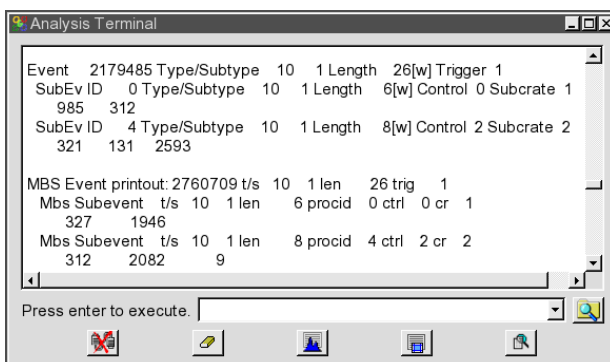 Analysis Terminal
Event 2179485 Type/Subtype 10 1 Length 26[w] Trigger 1
SubEv ID 0 Type/Subtype 10 1 Length 6[w] Control 0 Subcrate 1
985 312
SubEv ID 4 Type/Subtype 10 1 Length 8[w] Control 2 Subcrate 2
321 131 2593
MBS Event printout: 2760709 t/s 10 1 len 26 trig 1
Mbs Subevent t/s 10 1 len 6 procid 0 ctrl 0 cr 1
327 1946
Mbs Subevent t/s 10 1 len 8 procid 4 ctrl 2 cr 2
312 2082 9
Press enter to execute.